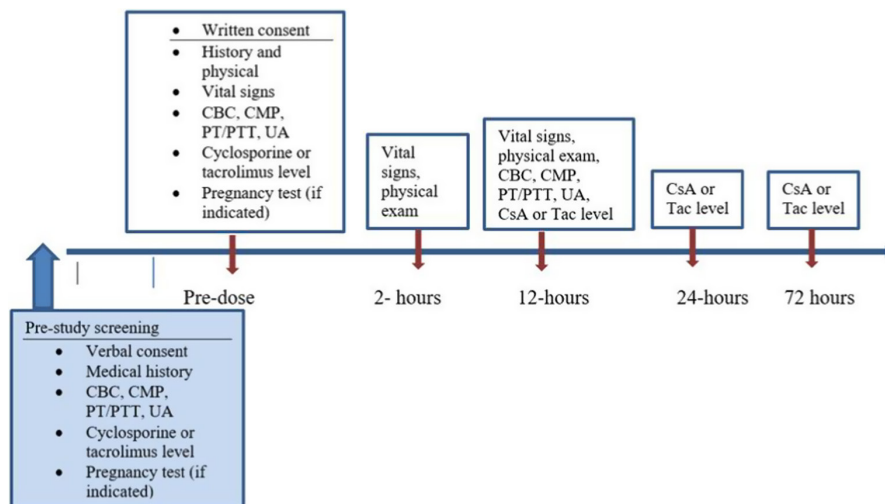 • Written consent
• History and
physical
• Vital signs
• CBC, CMP,
PT/PTT, UA
• Cyclosporine or
tacrolimus level
• Pregnancy test (if
indicated)
Vital
signs,
physical
exam
Vital signs,
physical exam,
CBC, CMP,
PT/PTT, UA,
CsA or Tac level
CsA or
Tac level
CsA or
Tac level
Pre-dose
2- hours
12-hours
24-hours
72 hours
Pre-study screening
• Verbal consent
• Medical history
• CBC, CMP,
PT/PTT, UA
• Cyclosporine or
tacrolimus level
• Pregnancy test (if
indicated)